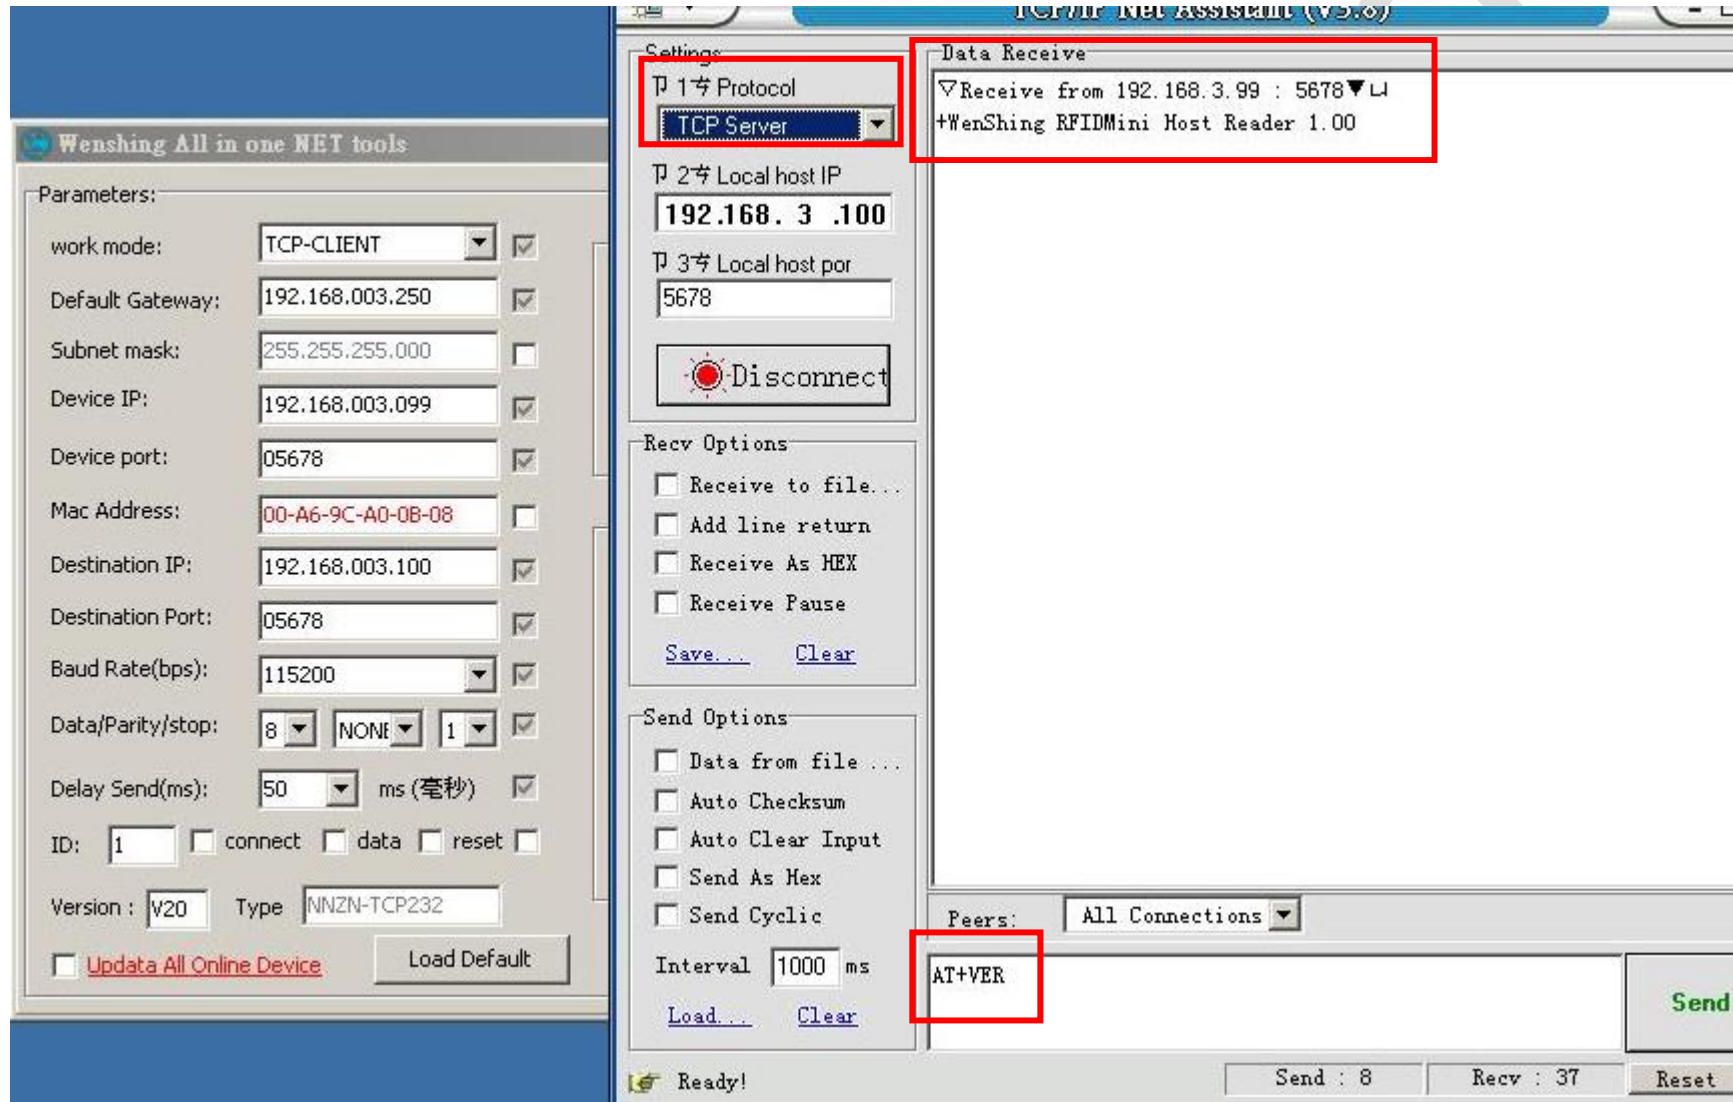 Wenshing All in one NET tools
Parameters:
work mode: TCP-CLIENT
Default Gateway: 192.168.003.250
Subnet mask: 255.255.255.000
Device IP: 192.168.003.099
Device port: 05678
Mac Address: 00-A6-9C-A0-0B-08
Destination IP: 192.168.003.100
Destination Port: 05678
Baud Rate(bps): 115200
Data/Parity/stop: 8 NONE 1
Delay Send(ms): 50 ms (毫秒)
ID: 1 connect data reset
Version : V20 Type NNZN-TCP232
Updata All Online Device Load Default
TCP/IP Net Assistant (V3.8)
Settings
1 Protocol
TCP Server
2 Local host IP
192.168. 3 .100
3 Local host por
5678
Disconnect
Recv Options
Receive to file...
Add line return
Receive As HEX
Receive Pause
Save... Clear
Send Options
Data from file ...
Auto Checksum
Auto Clear Input
Send As Hex
Send Cyclic
Interval 1000 ms
Load... Clear
Data Receive
▽Receive from 192.168.3.99 : 5678▼
+WenShing RFIDMini Host Reader 1.00
Peers: All Connections
AT+VER
Send
Ready! Send : 8 Recv : 37 Reset